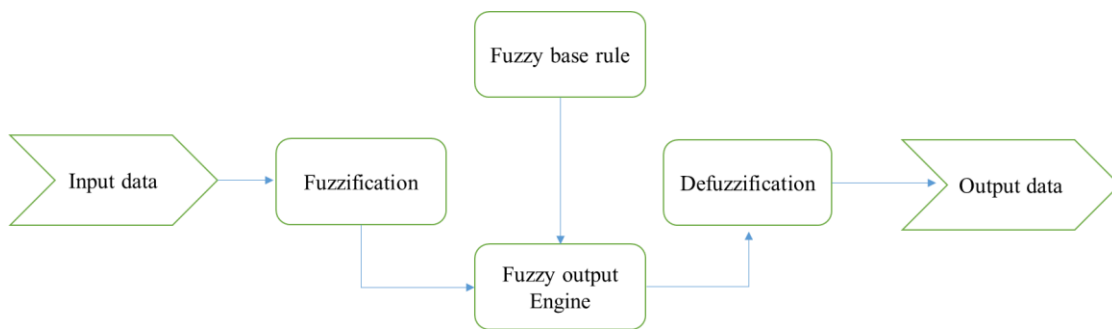 Fuzzy base rule
Input data
Fuzzification
Defuzzification
Output data
Fuzzy output
Engine